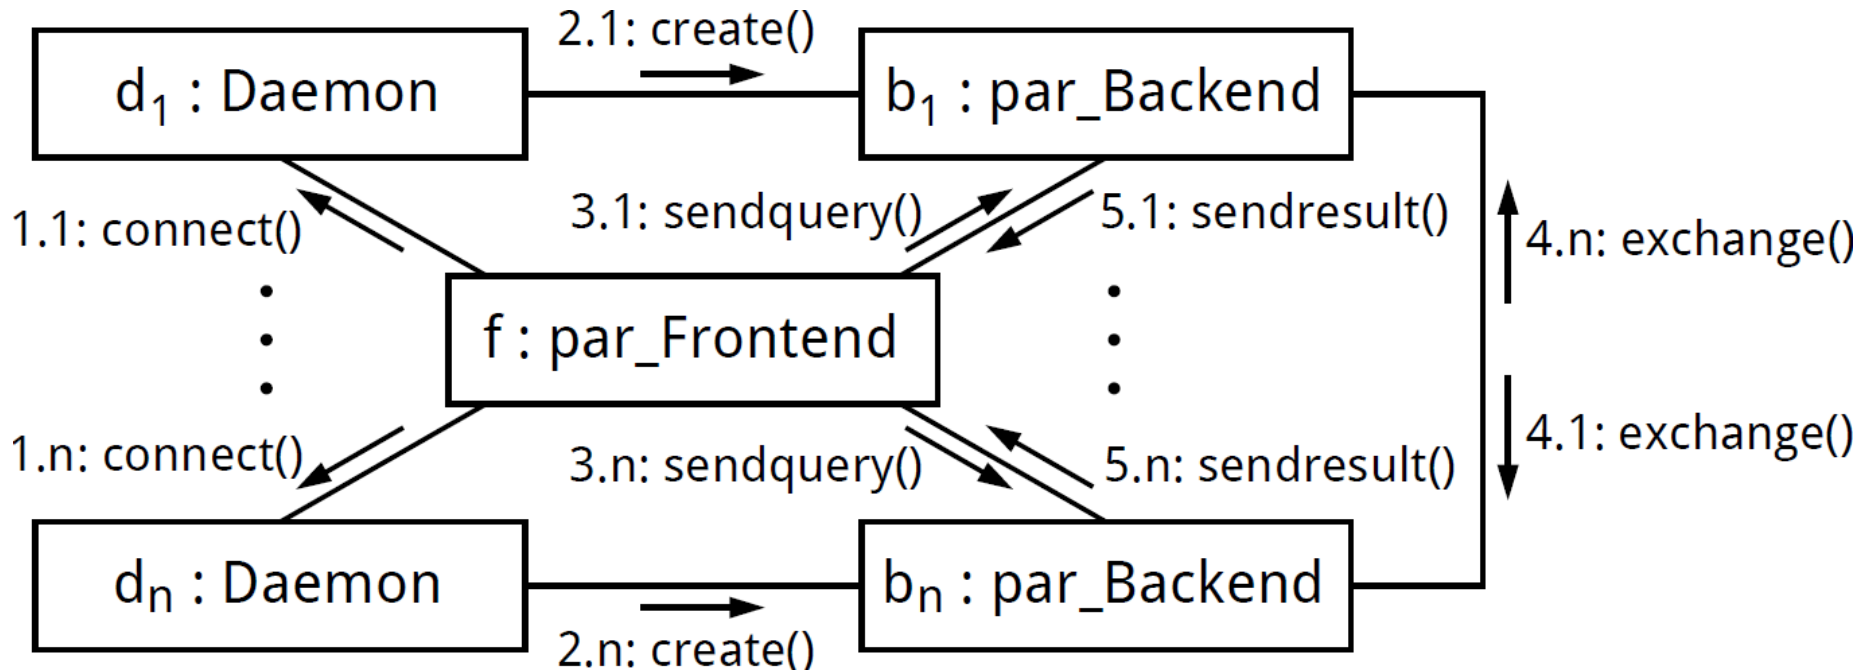 2.1: create()
d₁ : Daemon
b₁ : par_Backend
1.1: connect()
3.1: sendquery()
5.1: sendresult()
4.n: exchange()
f : par_Frontend
1.n: connect()
3.n: sendquery()
5.n: sendresult()
4.1: exchange()
dₙ : Daemon
bₙ : par_Backend
2.n: create()